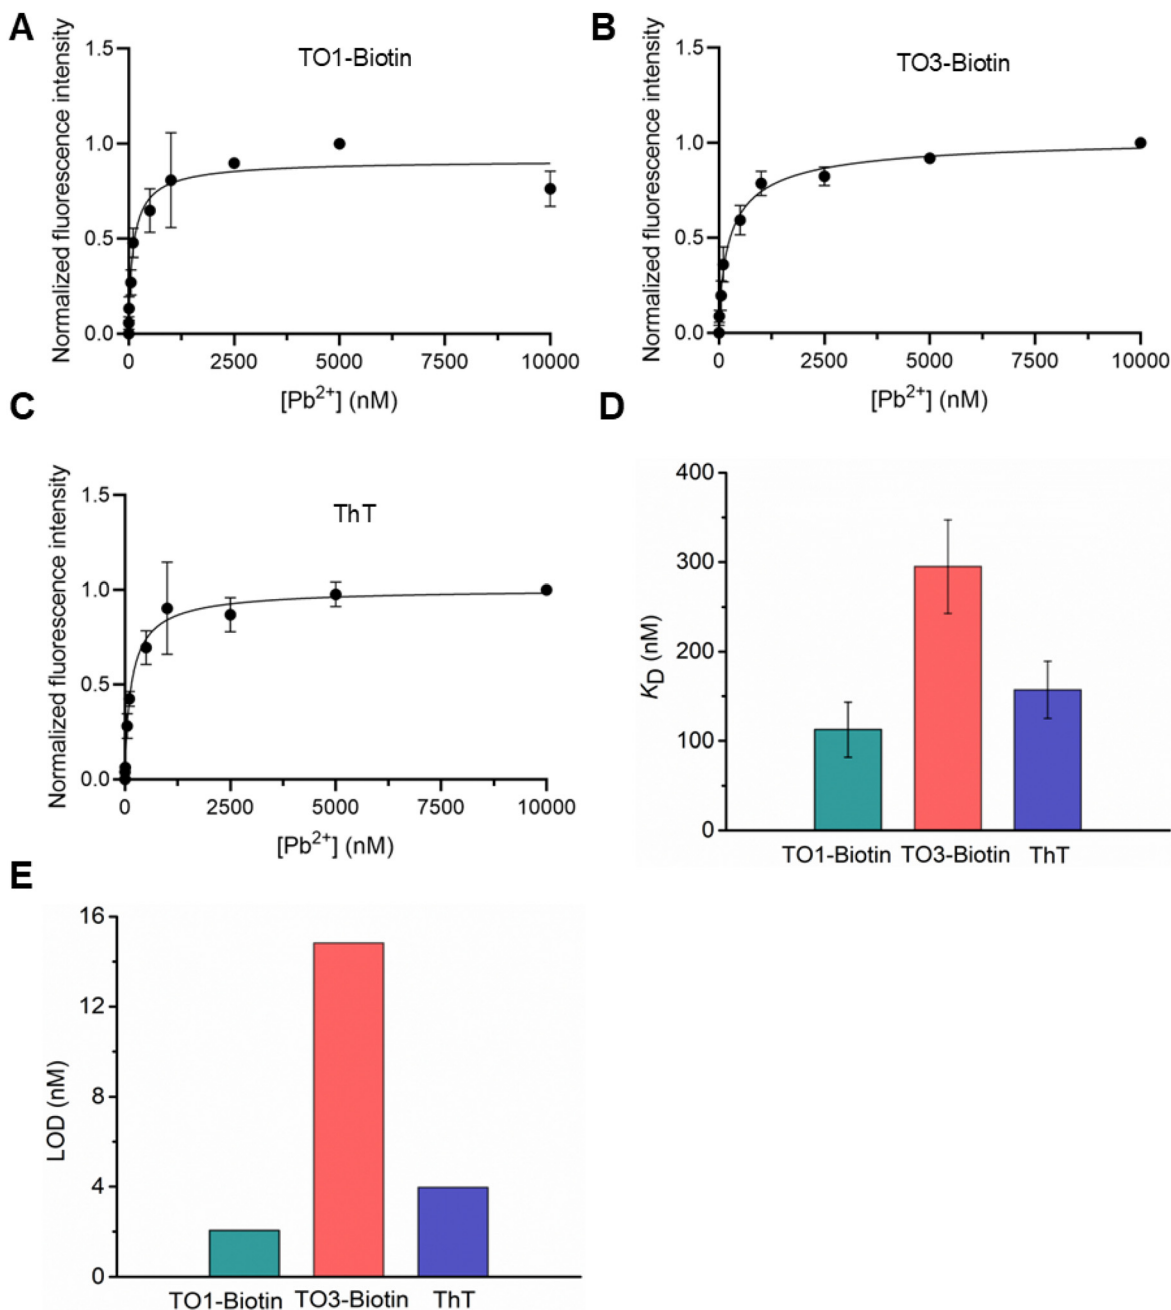 A
TO1-Biotin
Normalized fluorescence intensity
1.5
1.0
0.5
0.0
0 2500 5000 7500 10000
[Pb²⁺] (nM)
B
TO3-Biotin
Normalized fluorescence intensity
1.5
1.0
0.5
0.0
0 2500 5000 7500 10000
[Pb²⁺] (nM)
C
ThT
Normalized fluorescence intensity
1.5
1.0
0.5
0.0
0 2500 5000 7500 10000
[Pb²⁺] (nM)
D
K_D (nM)
400
300
200
100
0
TO1-Biotin TO3-Biotin ThT
E
LOD (nM)
16
12
8
4
0
TO1-Biotin TO3-Biotin ThT